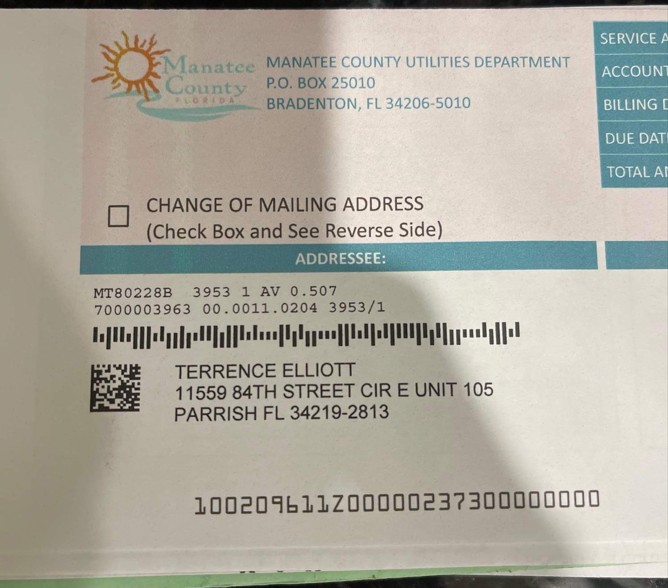 Manatee
County
FLORIDA
MANATEE COUNTY UTILITIES DEPARTMENT
P.O. BOX 25010
BRADENTON, FL 34206-5010
SERVICE A
ACCOUNT
BILLING D
DUE DAT
TOTAL A
CHANGE OF MAILING ADDRESS
(Check Box and See Reverse Side)
ADDRESSEE:
MT80228B 3953 1 AV 0.507
7000003963 00.0011.0204 3953/1
TERRENCE ELLIOTT
11559 84TH STREET CIR E UNIT 105
PARRISH FL 34219-2813
100209611Z00000237300000000